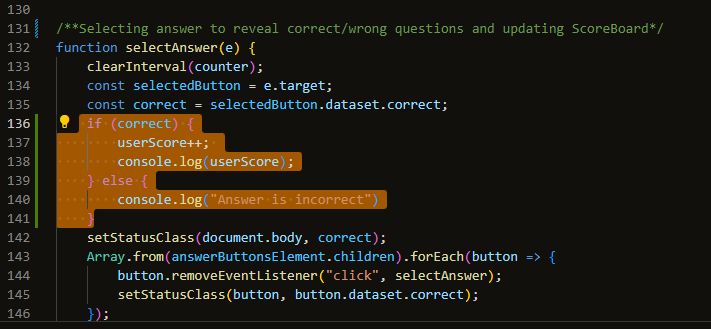 130
131 /**Selecting answer to reveal correct/wrong questions and updating ScoreBoard*/
132 function selectAnswer(e) {
133     clearInterval(counter);
134     const selectedButton = e.target;
135     const correct = selectedButton.dataset.correct;
136     if (correct) {
137         userScore++;
138         console.log(userScore);
139     } else {
140         console.log("Answer is incorrect")
141     }
142     setStatusClass(document.body, correct);
143     Array.from(answerButtonsElement.children).forEach(button => {
144         button.removeEventListener("click", selectAnswer);
145         setStatusClass(button, button.dataset.correct);
146     });